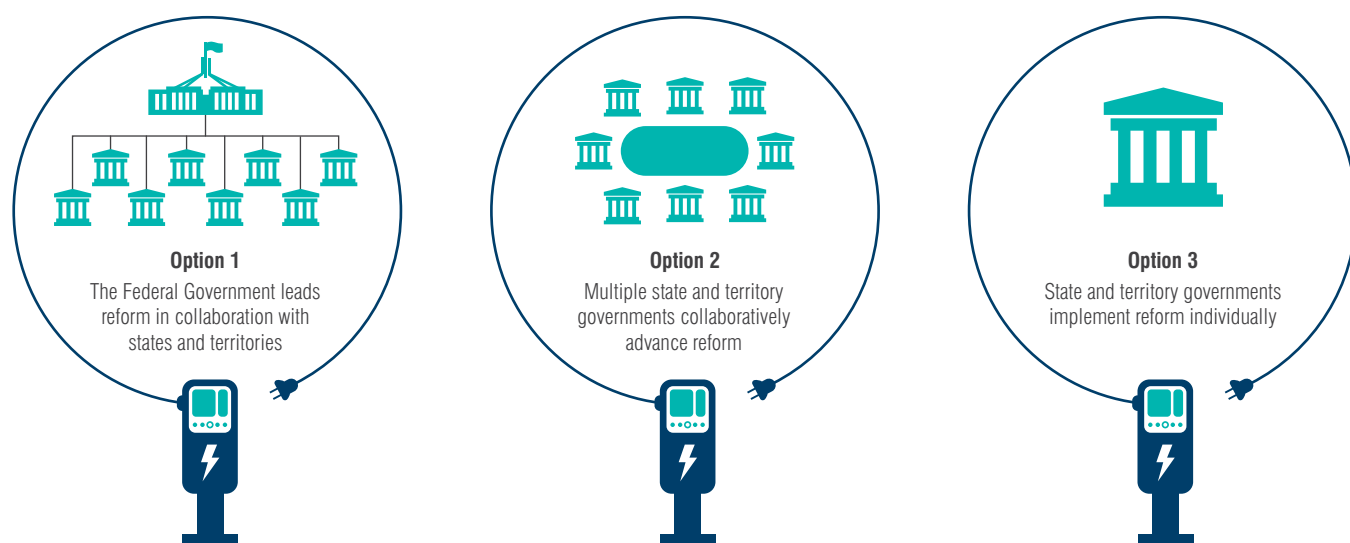 Option 1
The Federal Government leads
reform in collaboration with
states and territories
Option 2
Multiple state and territory
governments collaboratively
advance reform
Option 3
State and territory governments
implement reform individually